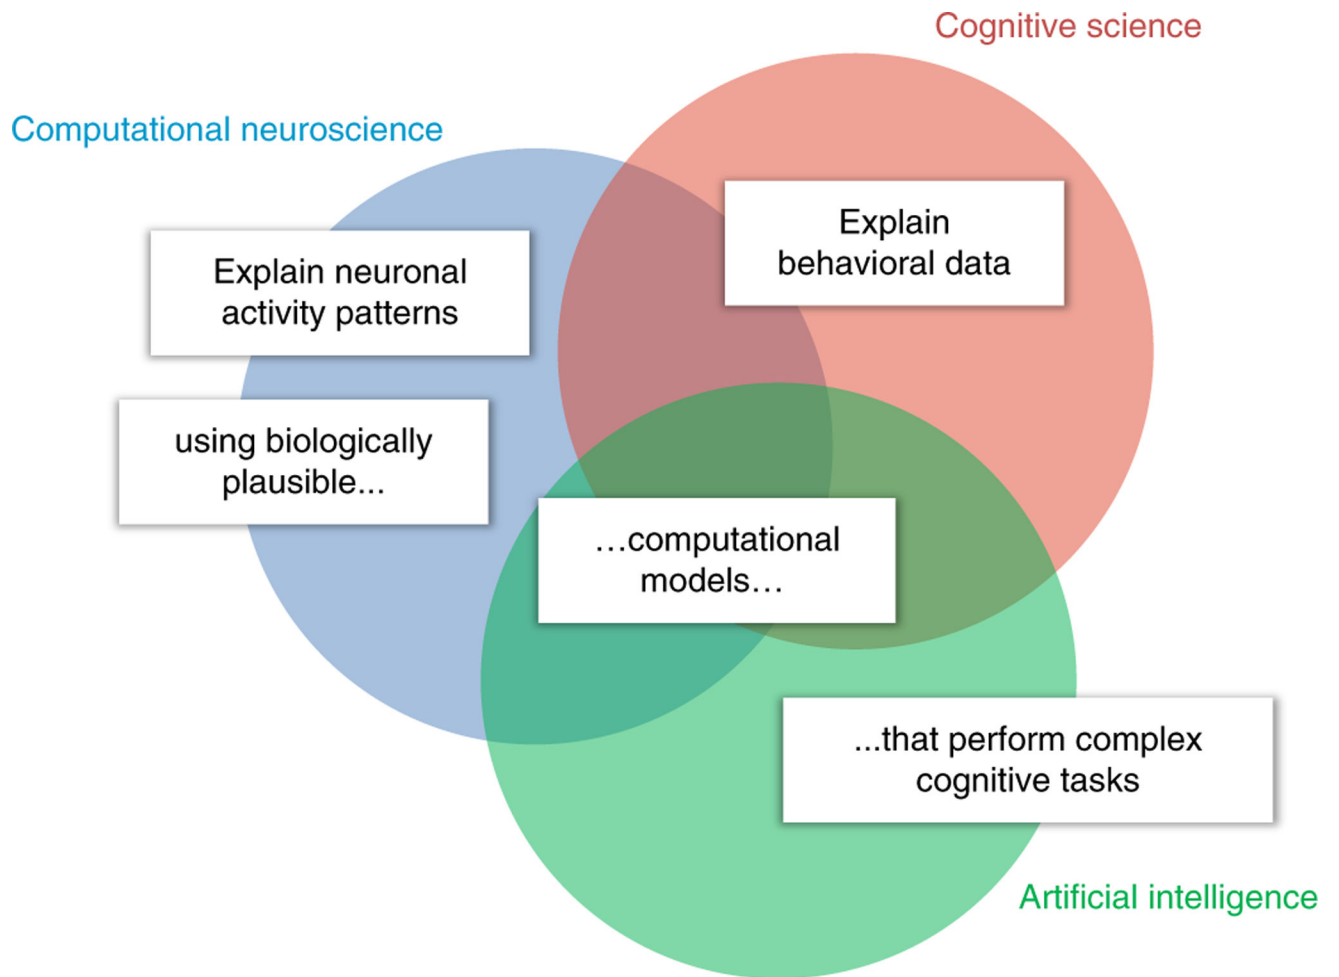 Cognitive science
Computational neuroscience
Explain
behavioral data
Explain neuronal
activity patterns
using biologically
plausible...
…computational
models…
...that perform complex
cognitive tasks
Artificial intelligence